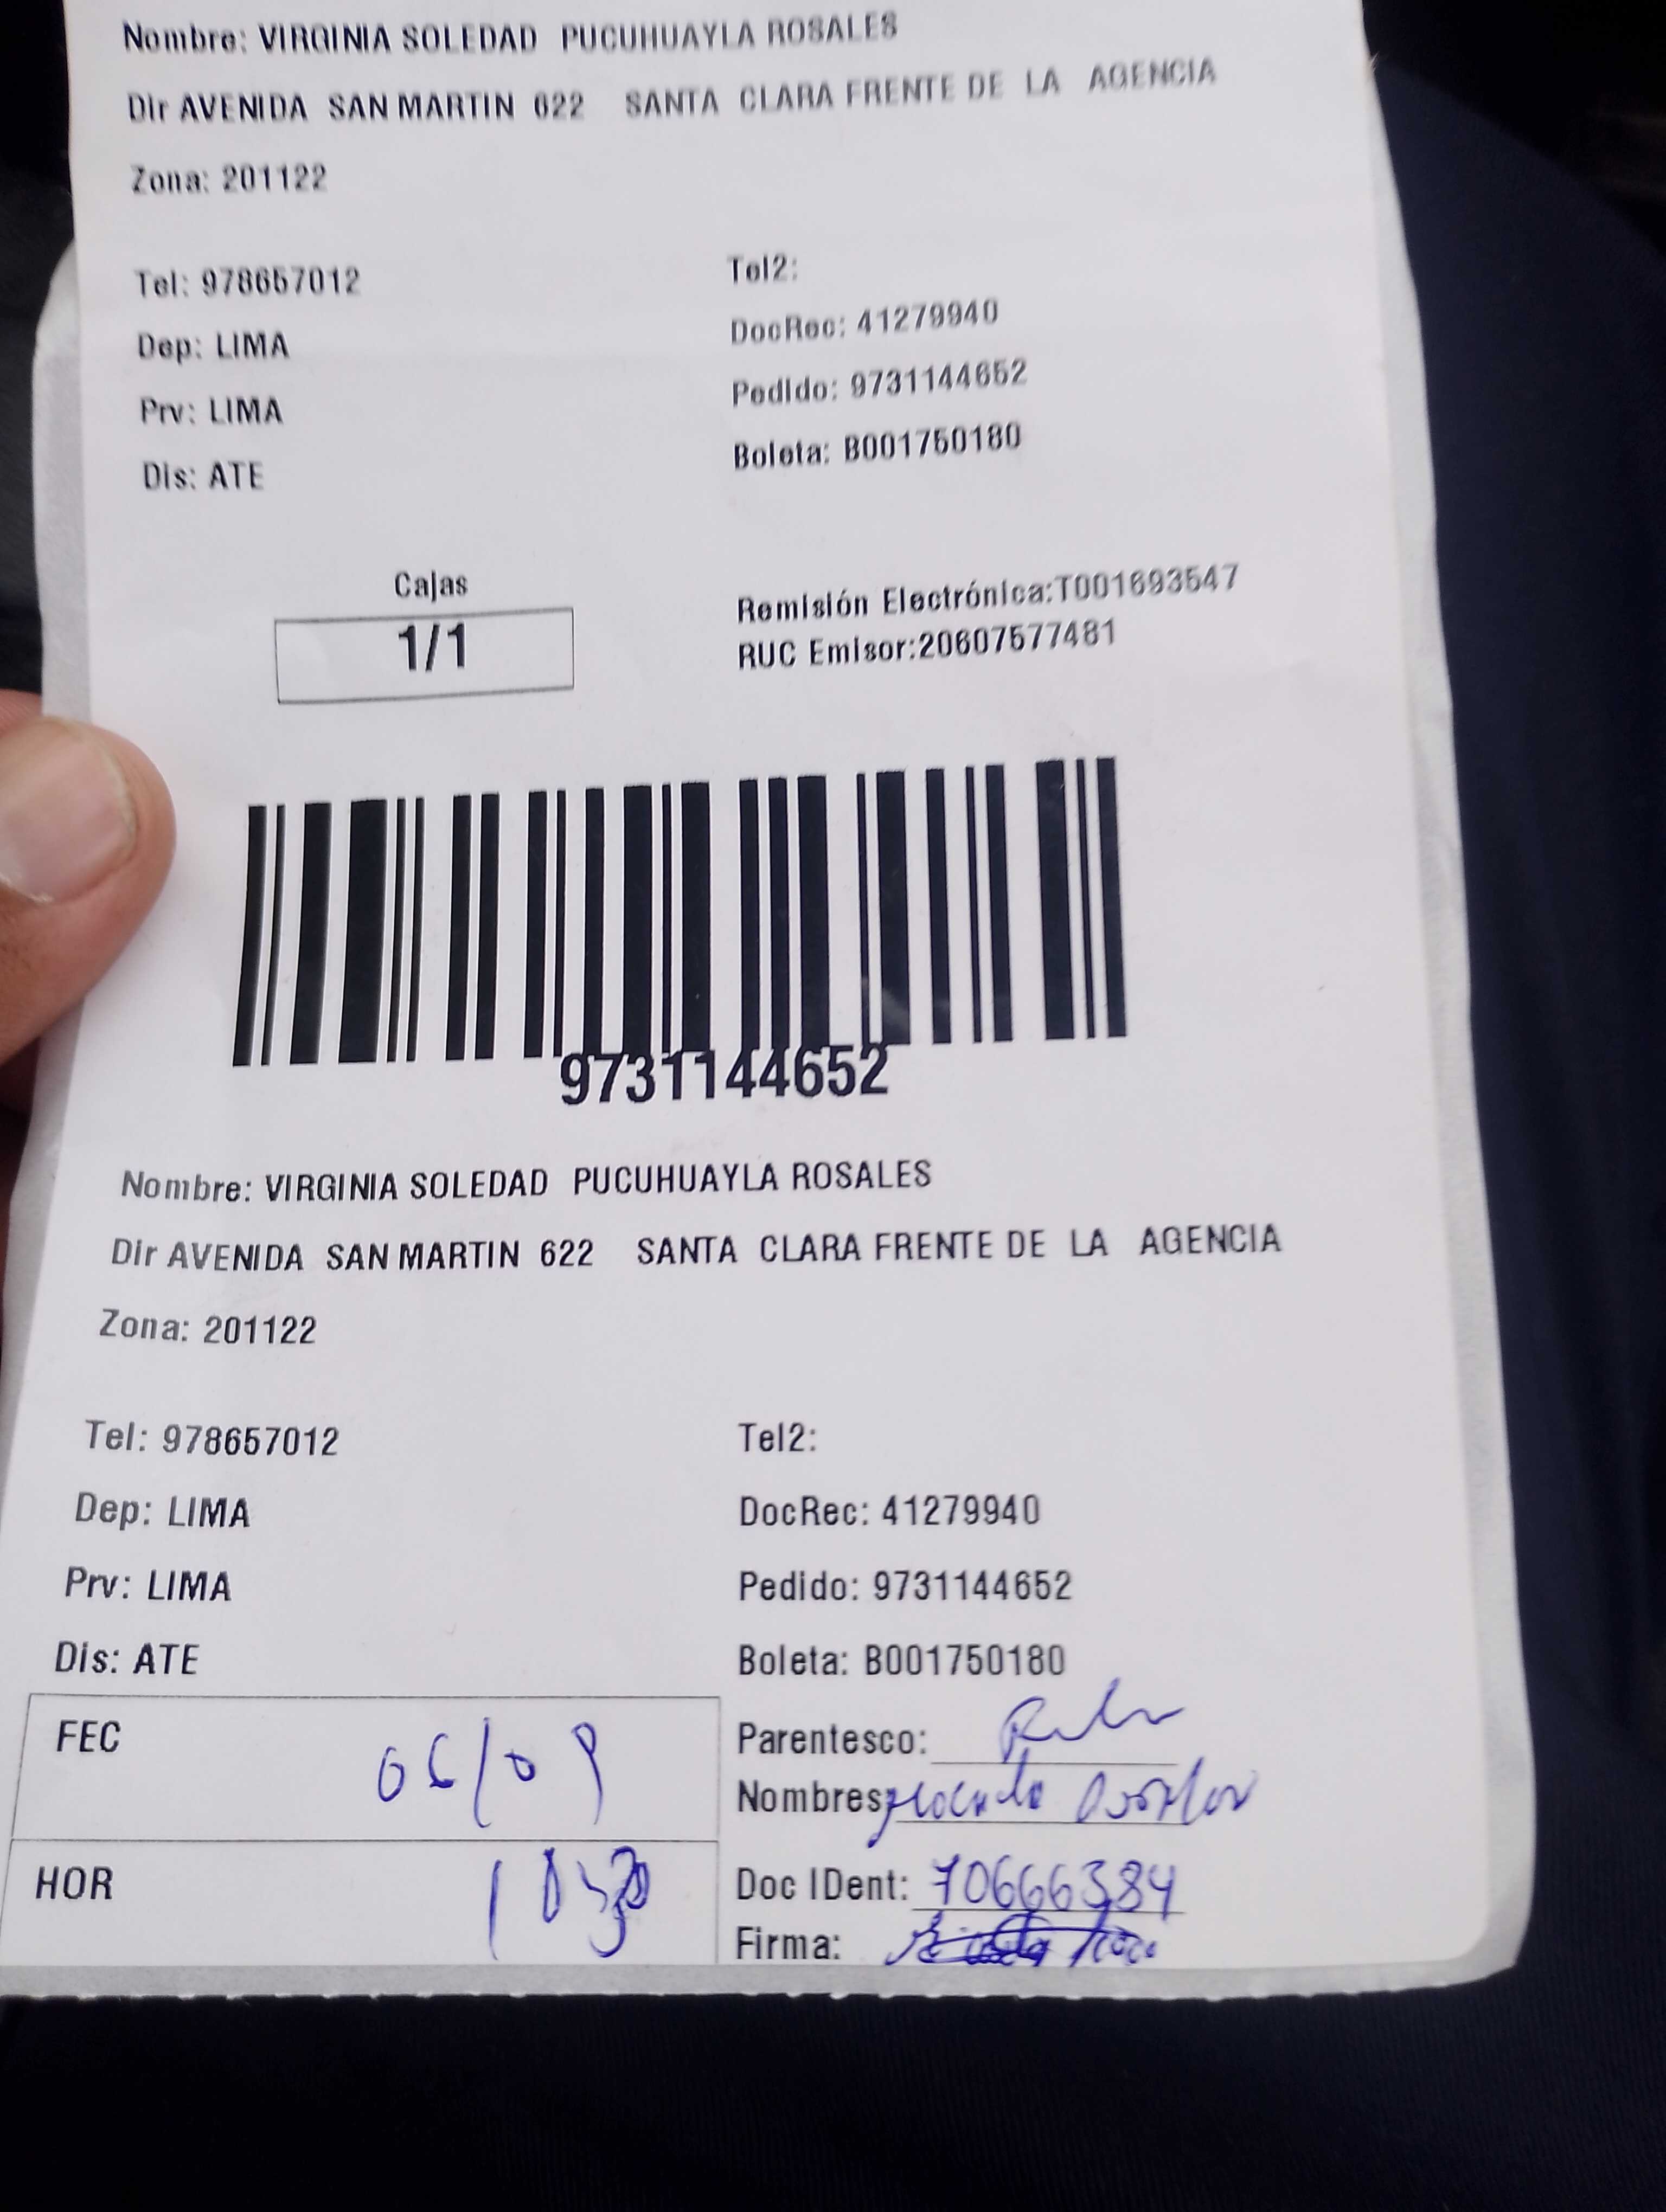 Nombre: VIRGINIA SOLEDAD PUCUHUAYLA ROSALES
Dir AVENIDA SAN MARTIN 622 SANTA CLARA FRENTE DE LA AGENCIA
Zona: 201122
Tel: 978657012
Tel2:
Dep: LIMA
DocRec: 41279940
Prv: LIMA
Pedido: 9731144652
Dis: ATE
Boleta: B001750180
Cajas
1/1
Remisión Electrónica:T001693547
RUC Emisor:20607577481
9731144652
Nombre: VIRGINIA SOLEDAD PUCUHUAYLA ROSALES
Dir AVENIDA SAN MARTIN 622 SANTA CLARA FRENTE DE LA AGENCIA
Zona: 201122
Tel: 978657012
Tel2:
Dep: LIMA
DocRec: 41279940
Prv: LIMA
Pedido: 9731144652
Dis: ATE
Boleta: B001750180
FEC 06/09
Parentesco:
Nombres
HOR
Doc IDent: 70666384
Firma: